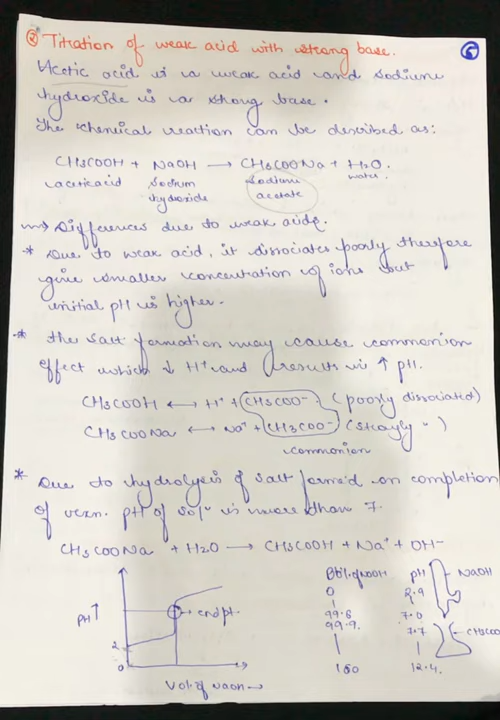 ② Titration of weak acid with strong base.
6
Acetic acid is a weak acid and sodium
hydroxide is a strong base.
The chemical reaction can be described as:
CH3COOH + NaOH → CH3COONa + H2O.
acetic acid sodium sodium water
hydroxide acetate
⇝ Differences due to weak acid.
* Due to weak acid, it dissociates poorly therefore
give smaller concentration of ions but
initial pH is higher.
* The salt formation may cause common ion
effect which ↓ H⁺ and results in ↑ pH.
CH3COOH ⟷ H⁺ + CH3COO⁻ (poorly dissociated)
CH3COONa ⟷ Na⁺ + CH3COO⁻ (strongly ")
common ion
* Due to hydrolysis of salt formed on completion
of rxn. pH of solⁿ is more than 7.
CH3COONa + H2O → CH3COOH + Na⁺ + OH⁻
pH ↑
2
0
end pt.
Vol. of NaOH →
of NaOH pH
0 2.9
99.8 7.0
99.9. 7.7
12.4.
NaOH
CH3COO